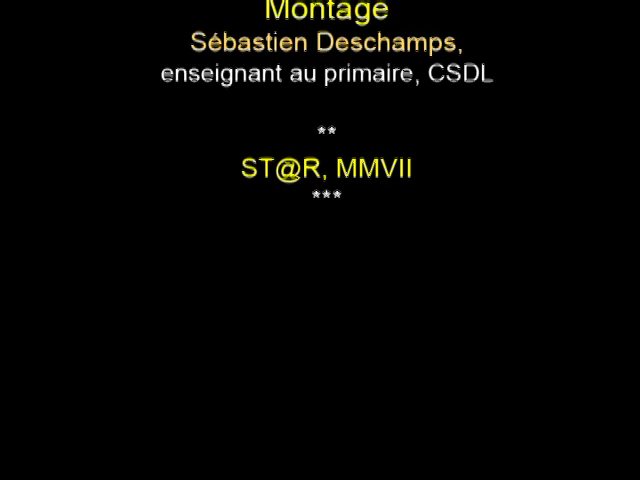 Montage
Sébastien Deschamps,
enseignant au primaire, CSDL
**
ST@R, MMVII
***